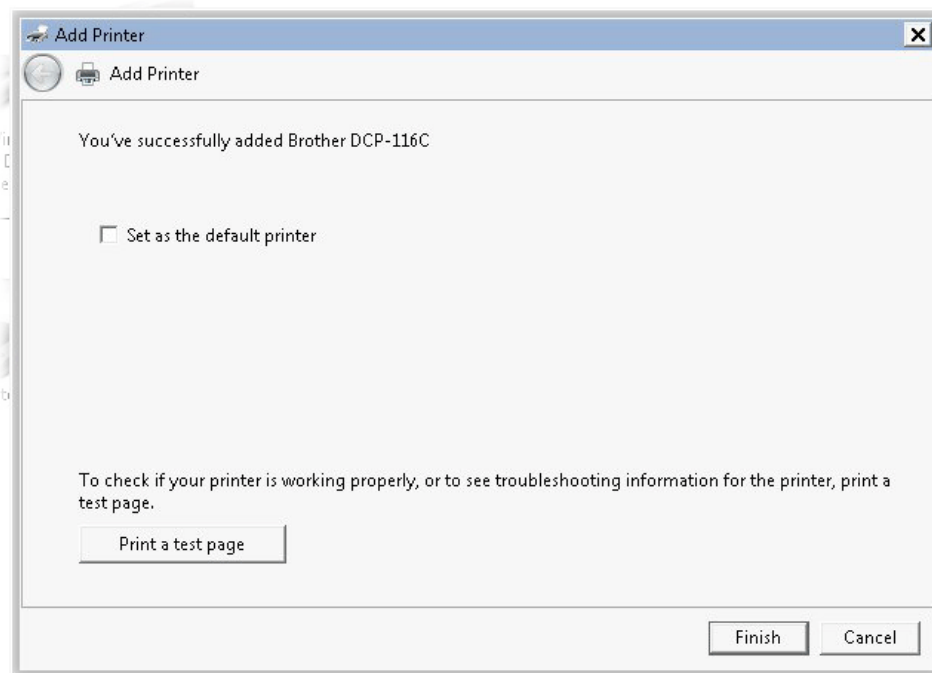 Add Printer
Add Printer
You've successfully added Brother DCP-116C
Set as the default printer
To check if your printer is working properly, or to see troubleshooting information for the printer, print a
test page.
Print a test page
Finish Cancel